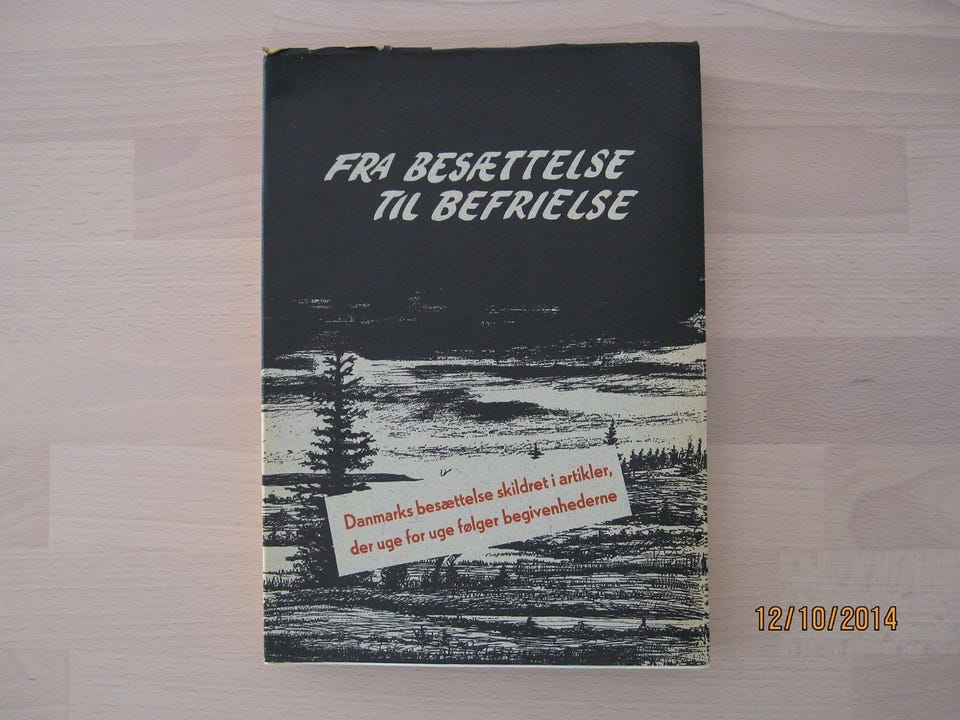 FRA BESÆTTELSE
TIL BEFRIELSE
Danmarks besættelse skildret i artikler,
der uge for uge følger begivenhederne
12/10/2014